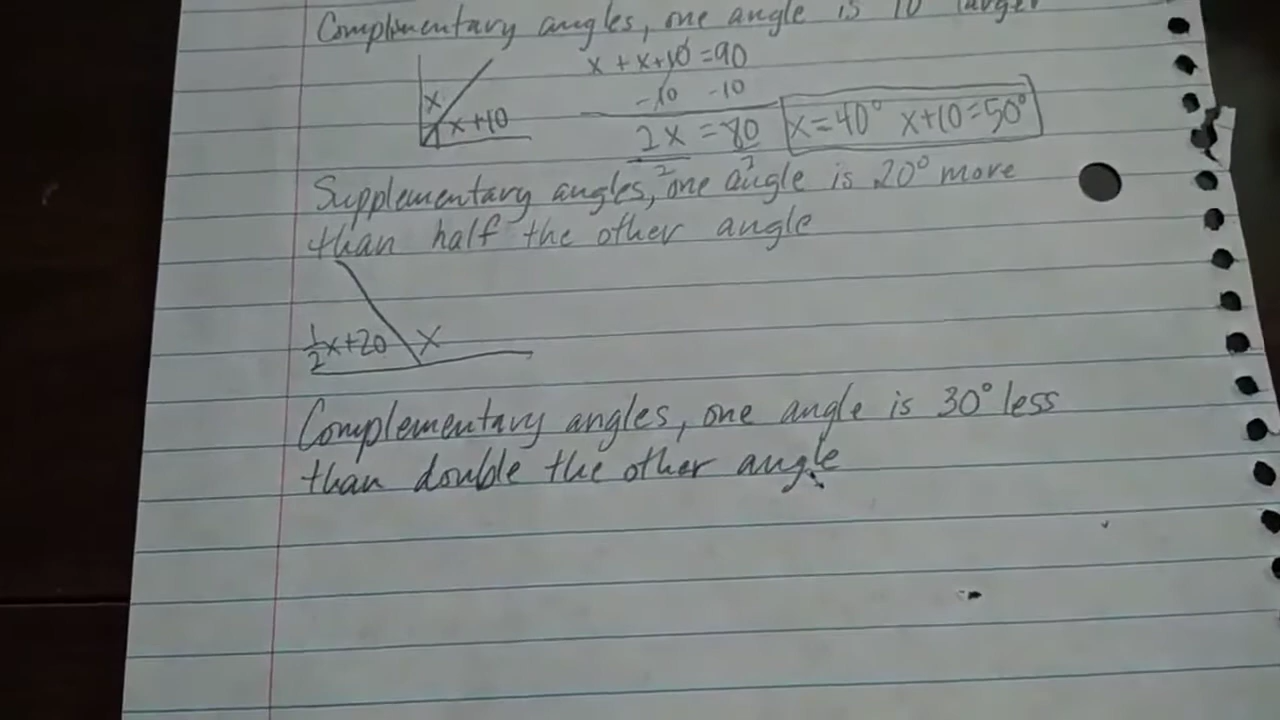 Complimentary angles, one angle is 10 larger
x + x+10 = 90
x
-10 -10
x+10
2x = 80 x=40° x+10=50°
2 2
Supplementary angles, one angle is 20° more
than half the other angle
1/2x+20 x
Complementary angles, one angle is 30° less
than double the other angle